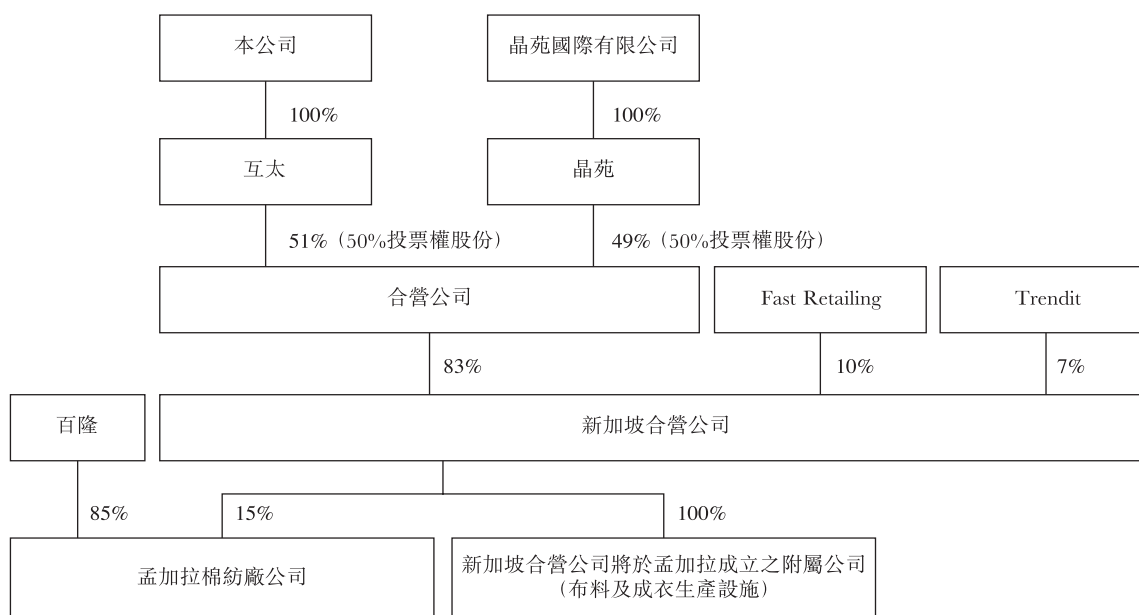 本公司
晶苑國際有限公司
100%
100%
互太
晶苑
51%（50%投票權股份）
49%（50%投票權股份）
合營公司
Fast Retailing
Trendit
83%
10%
7%
百隆
新加坡合營公司
85%
15%
100%
孟加拉棉紡廠公司
新加坡合營公司將於孟加拉成立之附屬公司
（布料及成衣生產設施）